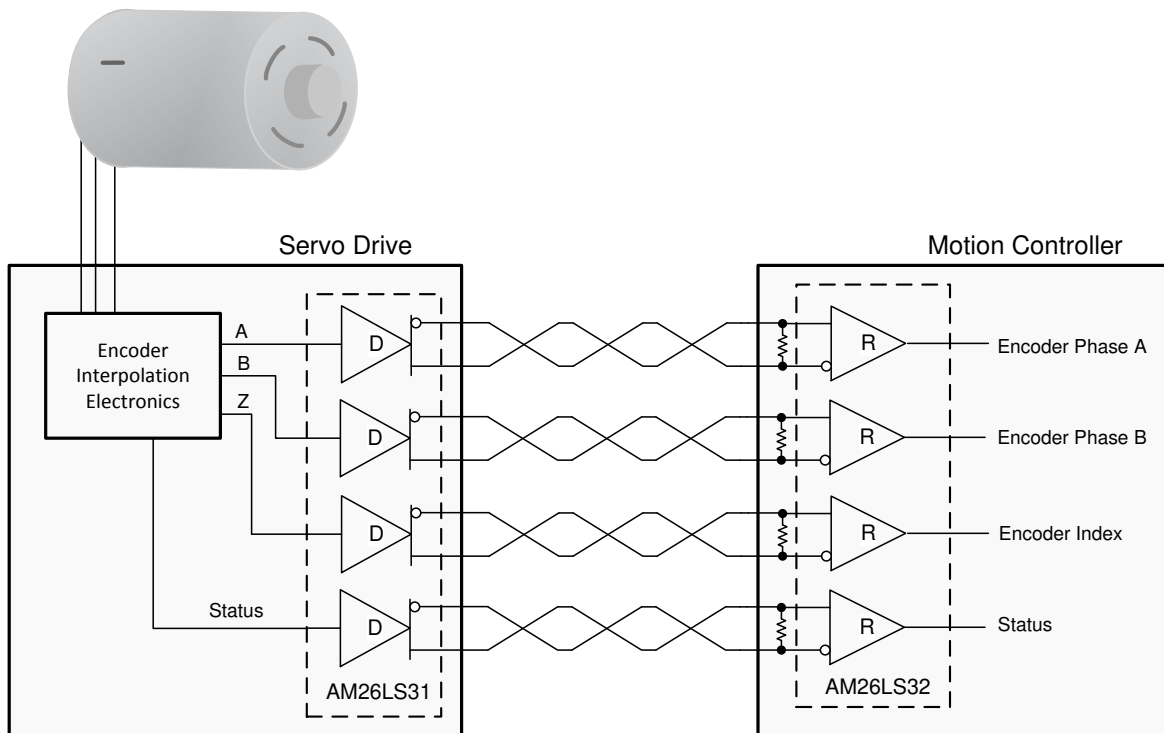 Servo Drive
Motion Controller
Encoder
Interpolation
Electronics
A
B
Z
Status
D
D
D
D
AM26LS31
R
R
R
R
AM26LS32
Encoder Phase A
Encoder Phase B
Encoder Index
Status